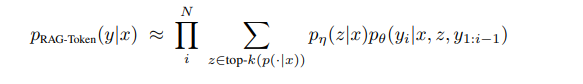 p_RAG-Token(y|x) ≈ ∏_i^N ∑_{z∈top-k(p(·|x))} p_η(z|x)p_θ(y_i|x, z, y_{1:i−1})